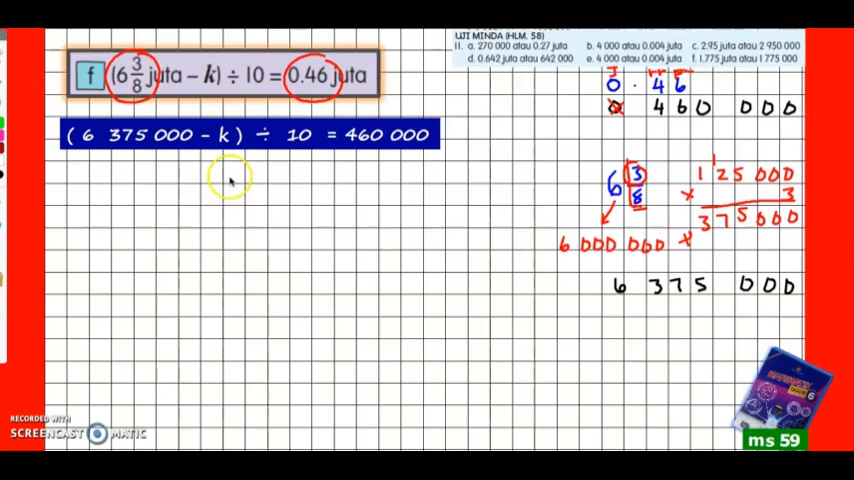 UJI MINDA (HLM. 58)
11. a. 270 000 atau 0.27 juta b. 4 000 atau 0.004 juta c. 2.95 juta atau 2 950 000
d. 0.642 juta atau 642 000 e. 4 000 atau 0.004 juta f. 1.775 juta atau 1 775 000
f (6 3/8 juta – k) ÷ 10 = 0.46 juta
0 . 4 6
0 4 6 0 0 0 0
( 6 375 000 – k ) ÷ 10 = 460 000
6 3/8
1
1 2 5 000
× 3
3 7 5 0 0 0
6 000 000 +
6 3 7 5 0 0 0
RECORDED WITH
SCREENCAST MATIC
MATEMATIK
6
ms 59